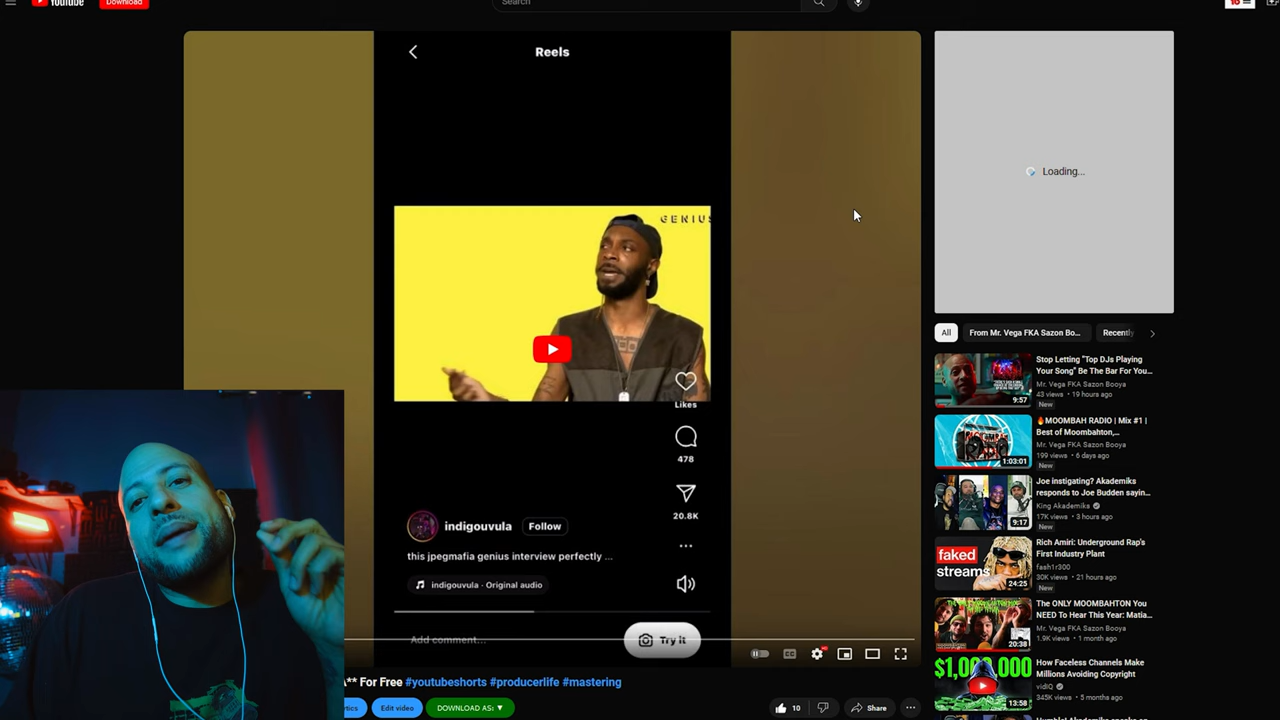 YouTube
Download
Search
Reels
GENIUS
Likes
478
20.8K
indigouvula
Follow
this jpegmafia genius interview perfectly ...
indigouvula · Original audio
Add comment...
Try it
A** For Free #youtubeshorts #producerlife #mastering
Edit video
DOWNLOAD AS: ▼
10
Share
Loading...
All
From Mr. Vega FKA Sazon Bo...
Recently
Stop Letting "Top DJs Playing
Your Song" Be The Bar For You...
Mr. Vega FKA Sazon Booya
43 views • 19 hours ago
New
9:57
🔥MOOMBAH RADIO | Mix #1 |
Best of Moombahton,...
Mr. Vega FKA Sazon Booya
199 views • 6 days ago
New
1:03:01
Joe instigating? Akademiks
responds to Joe Budden sayin...
King Akademiks
17K views • 3 hours ago
New
9:17
Rich Amiri: Underground Rap's
First Industry Plant
fash1r300
30K views • 21 hours ago
New
faked
streams
24:25
The ONLY MOOMBAHTON You
NEED To Hear This Year: Matia...
Mr. Vega FKA Sazon Booya
1.9K views • 1 month ago
20:38
How Faceless Channels Make
Millions Avoiding Copyright
vidIQ
345K views • 5 months ago
13:58